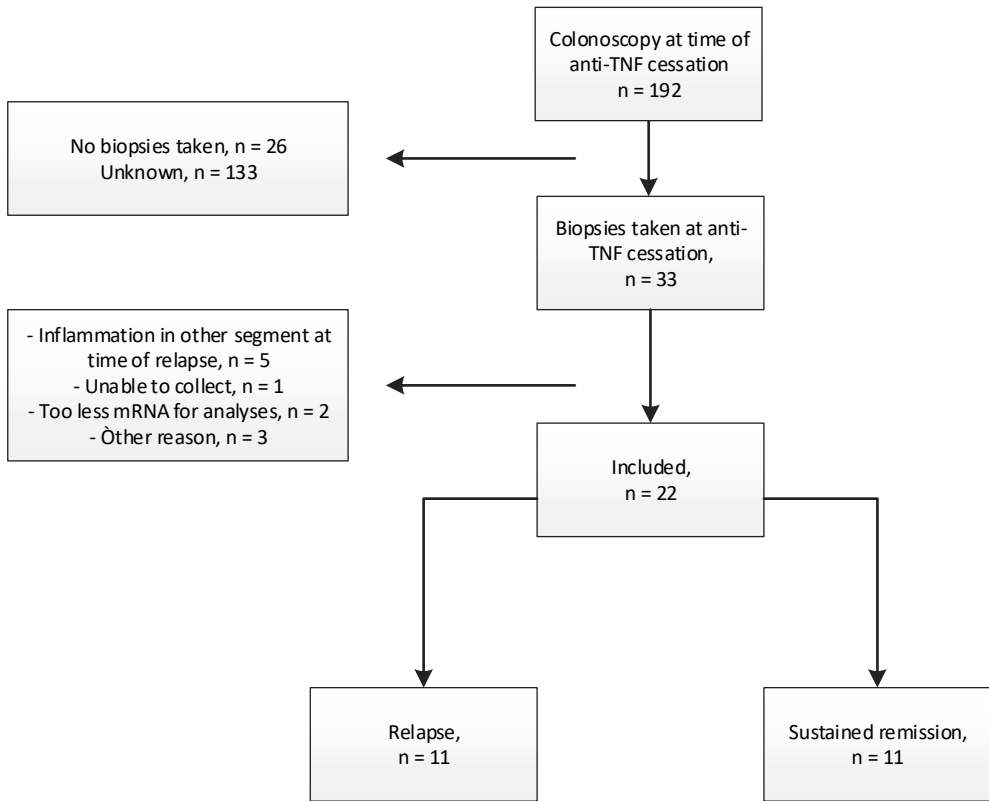 Colonoscopy at time of
anti-TNF cessation
n = 192
No biopsies taken, n = 26
Unknown, n = 133
Biopsies taken at anti-
TNF cessation,
n = 33
- Inflammation in other segment at
time of relapse, n = 5
- Unable to collect, n = 1
- Too less mRNA for analyses, n = 2
- Òther reason, n = 3
Included,
n = 22
Relapse,
n = 11
Sustained remission,
n = 11